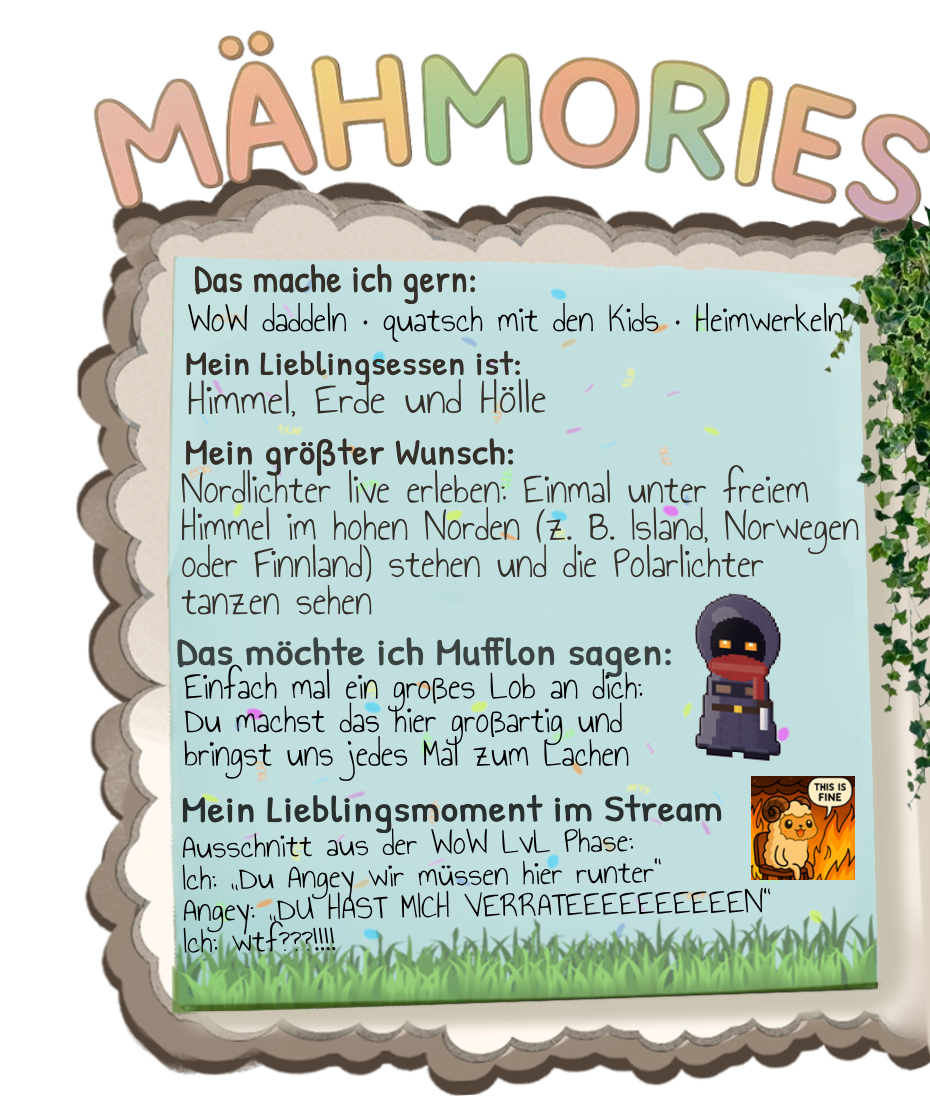 MÄHMORIES
Das mache ich gern:
WoW daddeln · quatsch mit den Kids · Heimwerkeln
Mein Lieblingsessen ist:
Himmel, Erde und Hölle
Mein größter Wunsch:
Nordlichter live erleben: Einmal unter freiem
Himmel im hohen Norden (z. B. Island, Norwegen
oder Finnland) stehen und die Polarlichter
tanzen sehen
Das möchte ich Mufflon sagen:
Einfach mal ein großes Lob an dich:
Du machst das hier großartig und
bringst uns jedes Mal zum Lachen
Mein Lieblingsmoment im Stream
THIS IS
FINE
Ausschnitt aus der WoW LvL Phase:
Ich: „Du Angey wir müssen hier runter“
Angey: „DU HAST MICH VERRATEEEEEEEEEEN“
Ich: wtf???!!!!